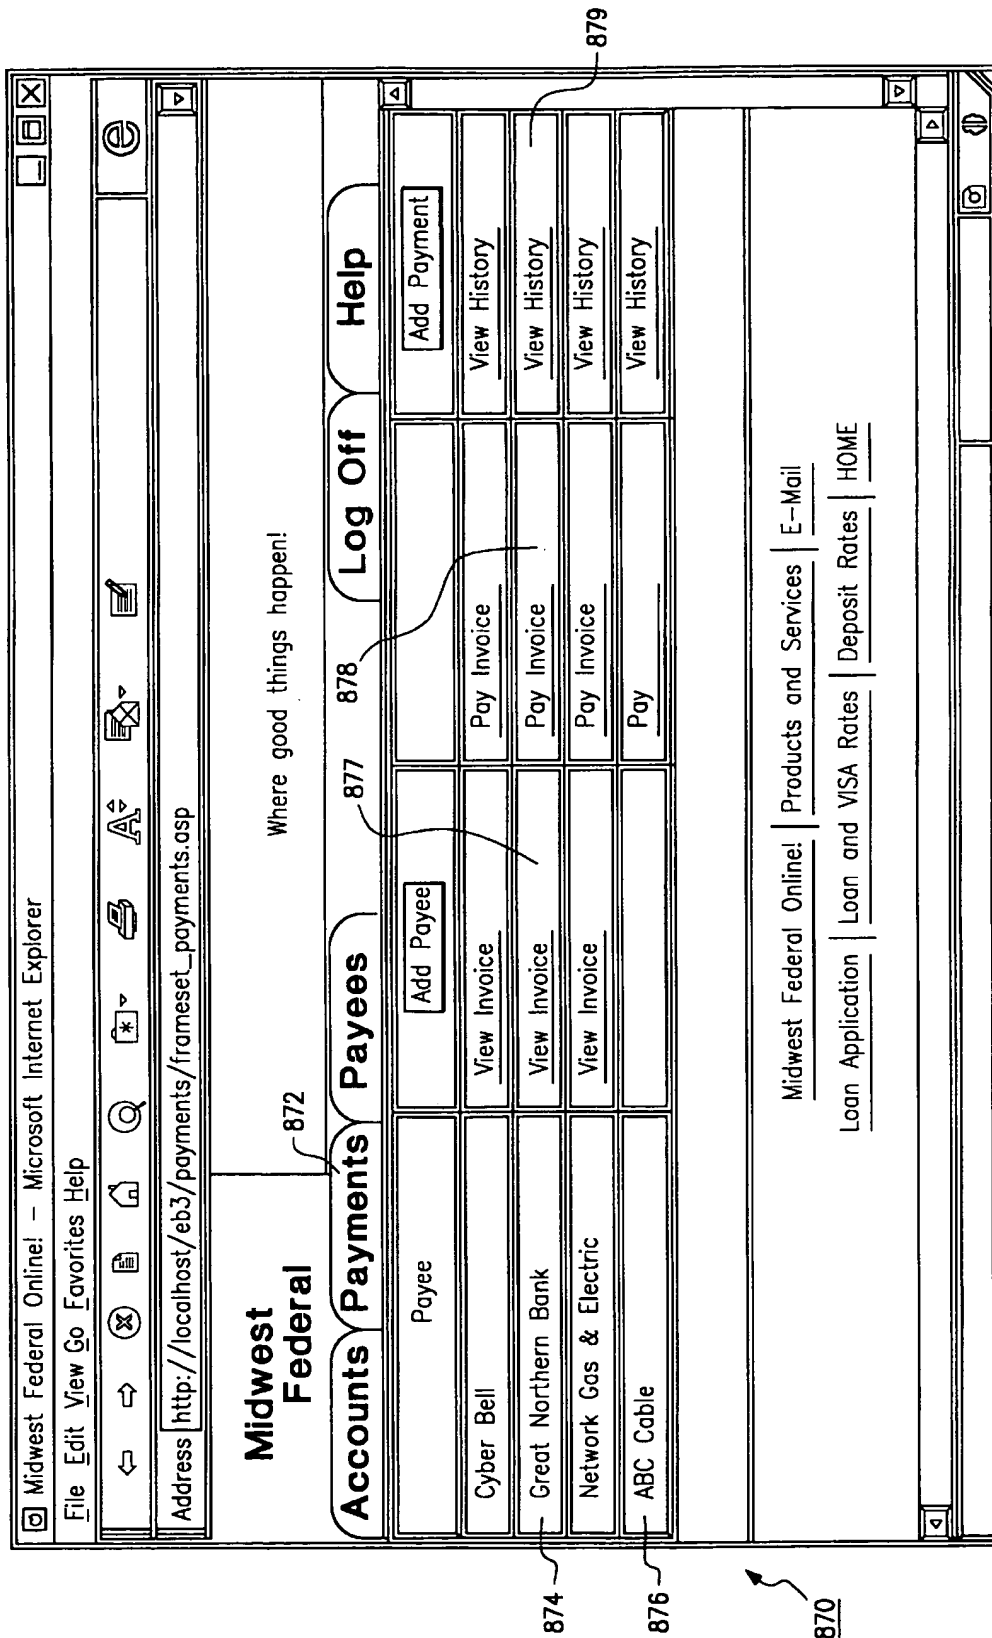 Midwest Federal Online! – Microsoft Internet Explorer
File Edit View Go Favorites Help
Address http://localhost/eb3/payments/frameset_payments.asp
Midwest
Federal
Where good things happen!
872
Accounts Payments Payees Log Off Help
877
878
Payee Add Payee Add Payment
Cyber Bell View Invoice Pay Invoice View History
874 Great Northern Bank View Invoice Pay Invoice View History 879
Network Gas & Electric View Invoice Pay Invoice View History
876 ABC Cable Pay View History
870
Midwest Federal Online! | Products and Services | E–Mail
Loan Application | Loan and VISA Rates | Deposit Rates | HOME